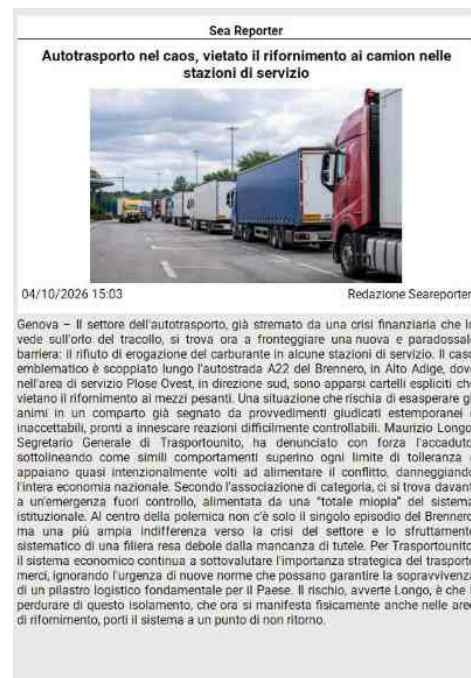 Sea Reporter
Autotrasporto nel caos, vietato il rifornimento ai camion nelle
stazioni di servizio
04/10/2026 15:03
Redazione Seareporter
Genova – Il settore dell'autotrasporto, già stremato da una crisi finanziaria che lo
vede sull'orlo del tracollo, si trova ora a fronteggiare una nuova e paradossale
barriera: il rifiuto di erogazione del carburante in alcune stazioni di servizio. Il caso
emblematico è scoppiato lungo l'autostrada A22 del Brennero, in Alto Adige, dove
nell'area di servizio Plose Ovest, in direzione sud, sono apparsi cartelli espliciti che
vietano il rifornimento ai mezzi pesanti. Una situazione che rischia di esasperare gli
animi in un comparto già segnato da provvedimenti giudicati estemporanei
inaccettabili, pronti a innescare reazioni difficilmente controllabili. Maurizio Longo,
Segretario Generale di Trasportounito, ha denunciato con forza l'accaduto,
sottolineando come simili comportamenti superino ogni limite di tolleranza
appaiano quasi intenzionalmente volti ad alimentare il conflitto, danneggiando
l'intera economia nazionale. Secondo l'associazione di categoria, ci si trova davanti
a un'emergenza fuori controllo, alimentata da una "totale miopia" del sistema
istituzionale. Al centro della polemica non c'è solo il singolo episodio del Brennero,
ma una più ampia indifferenza verso la crisi del settore e lo sfruttamento
sistematico di una filiera resa debole dalla mancanza di tutele. Per Trasportounito,
il sistema economico continua a sottovalutare l'importanza strategica del trasporto
merci, ignorando l'urgenza di nuove norme che possano garantire la sopravvivenza
di un pilastro logistico fondamentale per il Paese. Il rischio, avverte Longo, è che
perdurare di questo isolamento, che ora si manifesta fisicamente anche nelle aree
di rifornimento, porti il sistema a un punto di non ritorno.